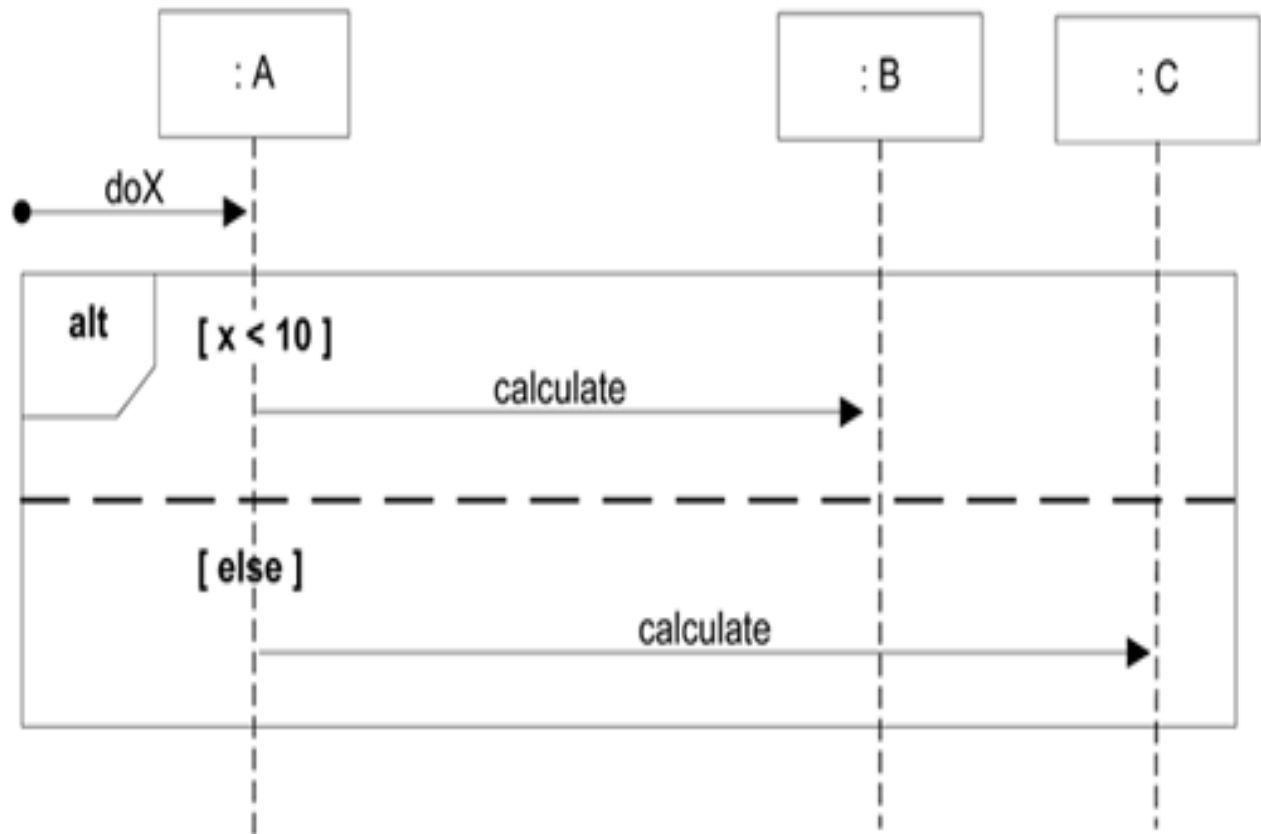 : A
: B
: C
doX
alt
[ x < 10 ]
calculate
[ else ]
calculate